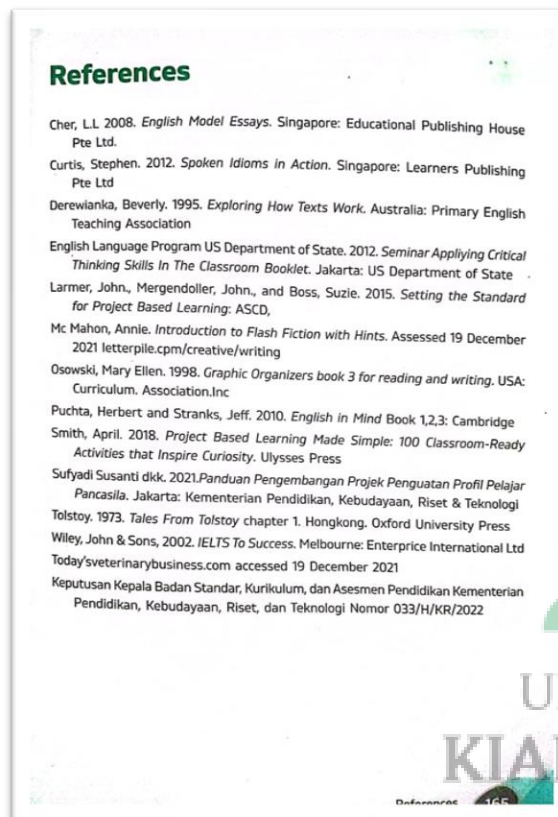 References
Cher, L.L 2008. English Model Essays. Singapore: Educational Publishing House
Pte Ltd.
Curtis, Stephen. 2012. Spoken Idioms in Action. Singapore: Learners Publishing
Pte Ltd
Derewianka, Beverly. 1995. Exploring How Texts Work. Australia: Primary English
Teaching Association
English Language Program US Department of State. 2012. Seminar Appliying Critical
Thinking Skills In The Classroom Booklet. Jakarta: US Department of State
Larmer, John., Mergendoller, John., and Boss, Suzie. 2015. Setting the Standard
for Project Based Learning: ASCD,
Mc Mahon, Annie. Introduction to Flash Fiction with Hints. Assessed 19 December
2021 letterpile.cpm/creative/writing
Osowski, Mary Ellen. 1998. Graphic Organizers book 3 for reading and writing. USA:
Curriculum. Association.Inc
Puchta, Herbert and Stranks, Jeff. 2010. English in Mind Book 1,2,3: Cambridge
Smith, April. 2018. Project Based Learning Made Simple: 100 Classroom-Ready
Activities that Inspire Curiosity. Ulysses Press
Sufyadi Susanti dkk. 2021.Panduan Pengembangan Projek Penguatan Profil Pelajar
Pancasila. Jakarta: Kementerian Pendidikan, Kebudayaan, Riset & Teknologi
Tolstoy. 1973. Tales From Tolstoy chapter 1. Hongkong. Oxford University Press
Wiley, John & Sons, 2002. IELTS To Success. Melbourne: Enterprice International Ltd
Today'sveterinarybusiness.com accessed 19 December 2021
Keputusan Kepala Badan Standar, Kurikulum, dan Asesmen Pendidikan Kementerian
Pendidikan, Kebudayaan, Riset, dan Teknologi Nomor 033/H/KR/2022
U
KIA
References 165